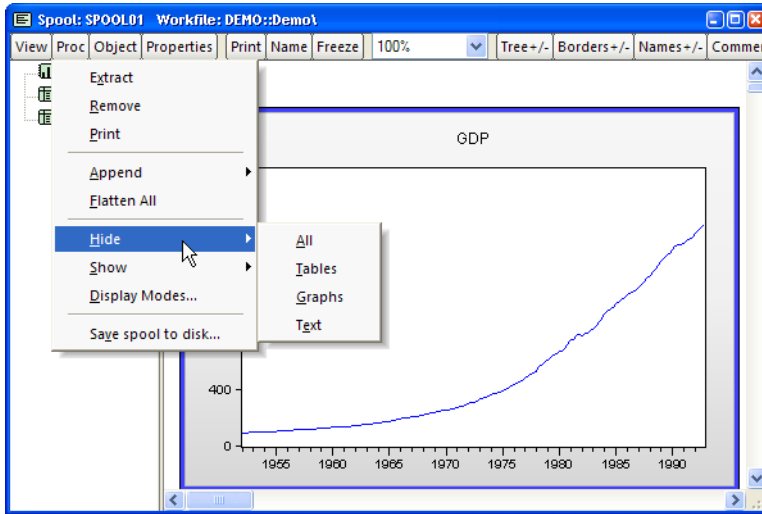 Spool: SPOOL01 Workfile: DEMO::Demo\
View Proc Object Properties Print Name Freeze 100% Tree+/- Borders+/- Names+/-
Extract
Remove
Print
Append
Flatten All
Hide
Show
Display Modes...
Save spool to disk...
All
Tables
Graphs
Text
GDP
400
0
1955 1960 1965 1970 1975 1980 1985 1990